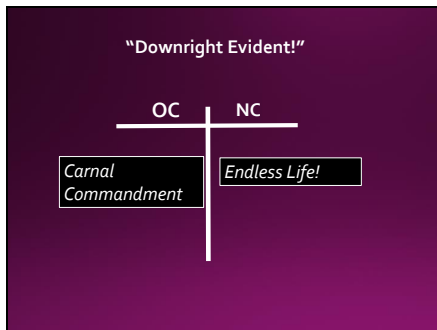 "Downright Evident!"
OC NC
Carnal
Commandment
Endless Life!